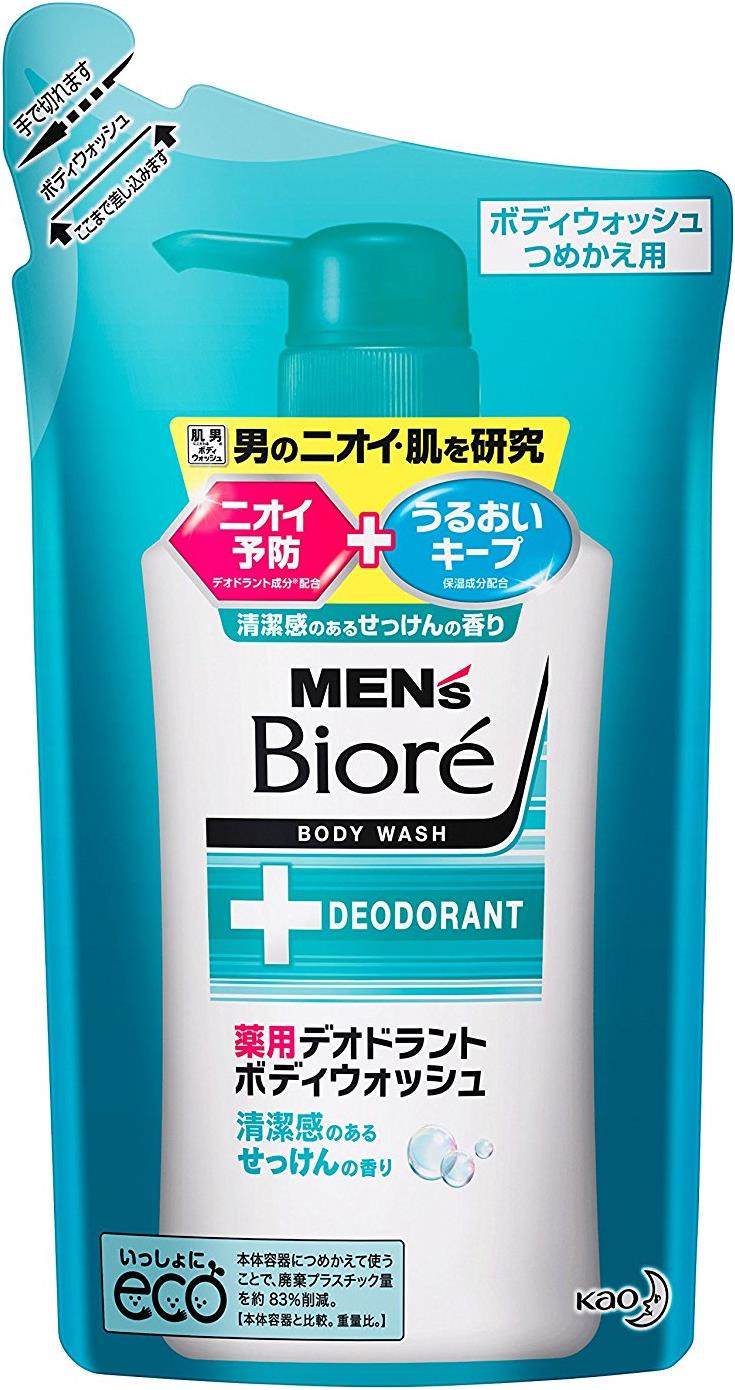 手で切れます
ボディウォッシュ
ここまで差し込みます
ボディウォッシュ
つめかえ用
男のニオイ・肌を研究
ニオイ
予防
デオドラント成分※配合
+
うるおい
キープ
保湿成分配合
清潔感のあるせっけんの香り
MEN's
Bioré
BODY WASH
DEODORANT
薬用デオドラント
ボディウォッシュ
清潔感のある
せっけんの香り
いっしょに
eco
本体容器につめかえて使う
ことで、廃棄プラスチック量
を約83%削減。
【本体容器と比較。重量比。】
Kao